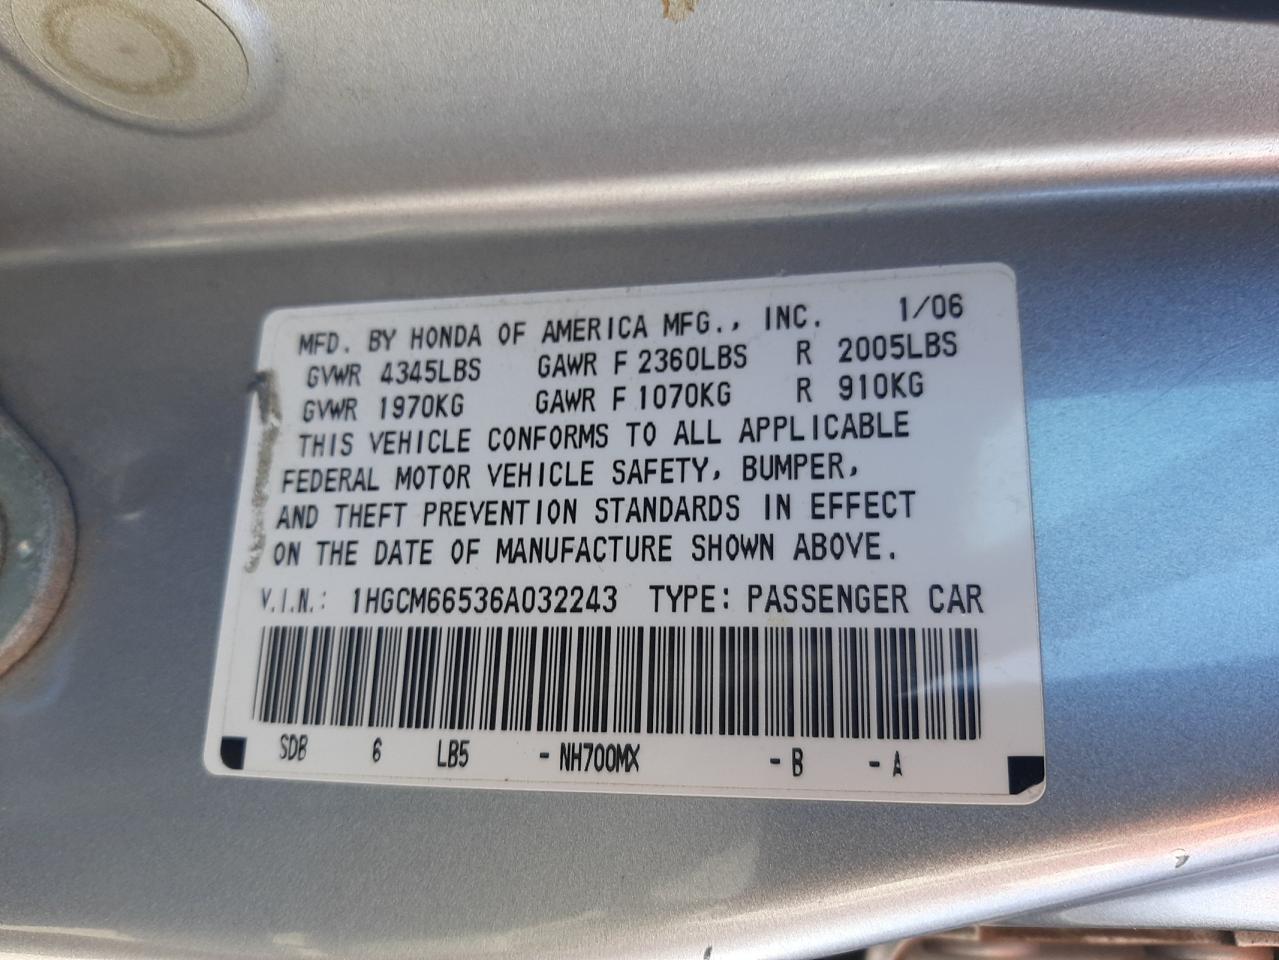 MFD. BY HONDA OF AMERICA MFG., INC. 1/06
GVWR 4345LBS GAWR F 2360LBS R 2005LBS
GVWR 1970KG GAWR F 1070KG R 910KG
THIS VEHICLE CONFORMS TO ALL APPLICABLE
FEDERAL MOTOR VEHICLE SAFETY, BUMPER,
AND THEFT PREVENTION STANDARDS IN EFFECT
ON THE DATE OF MANUFACTURE SHOWN ABOVE.
V.I.N.: 1HGCM66536A032243 TYPE: PASSENGER CAR
SDB 6 LB5 - NH700MX - B - A